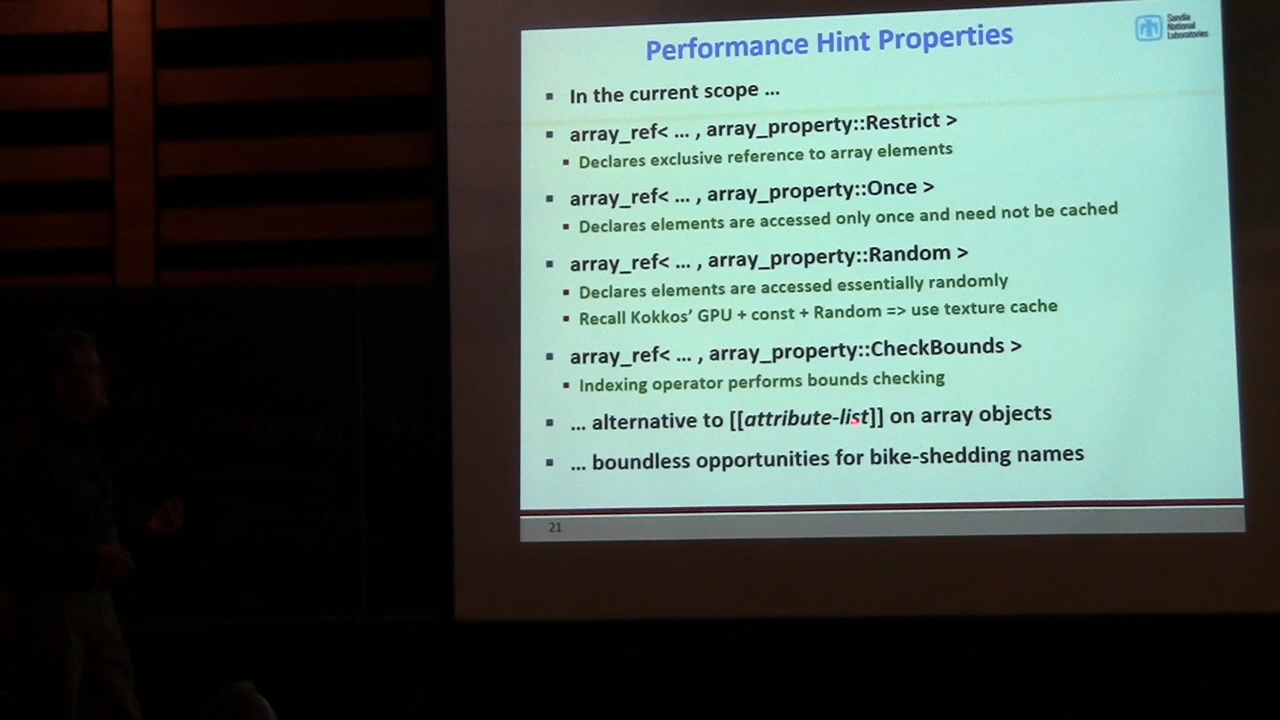 Performance Hint Properties
Sandia
National
Laboratories
In the current scope ...
array_ref< ... , array_property::Restrict >
Declares exclusive reference to array elements
array_ref< ... , array_property::Once >
Declares elements are accessed only once and need not be cached
array_ref< ... , array_property::Random >
Declares elements are accessed essentially randomly
Recall Kokkos' GPU + const + Random => use texture cache
array_ref< ... , array_property::CheckBounds >
Indexing operator performs bounds checking
... alternative to [[attribute-list]] on array objects
... boundless opportunities for bike-shedding names
21